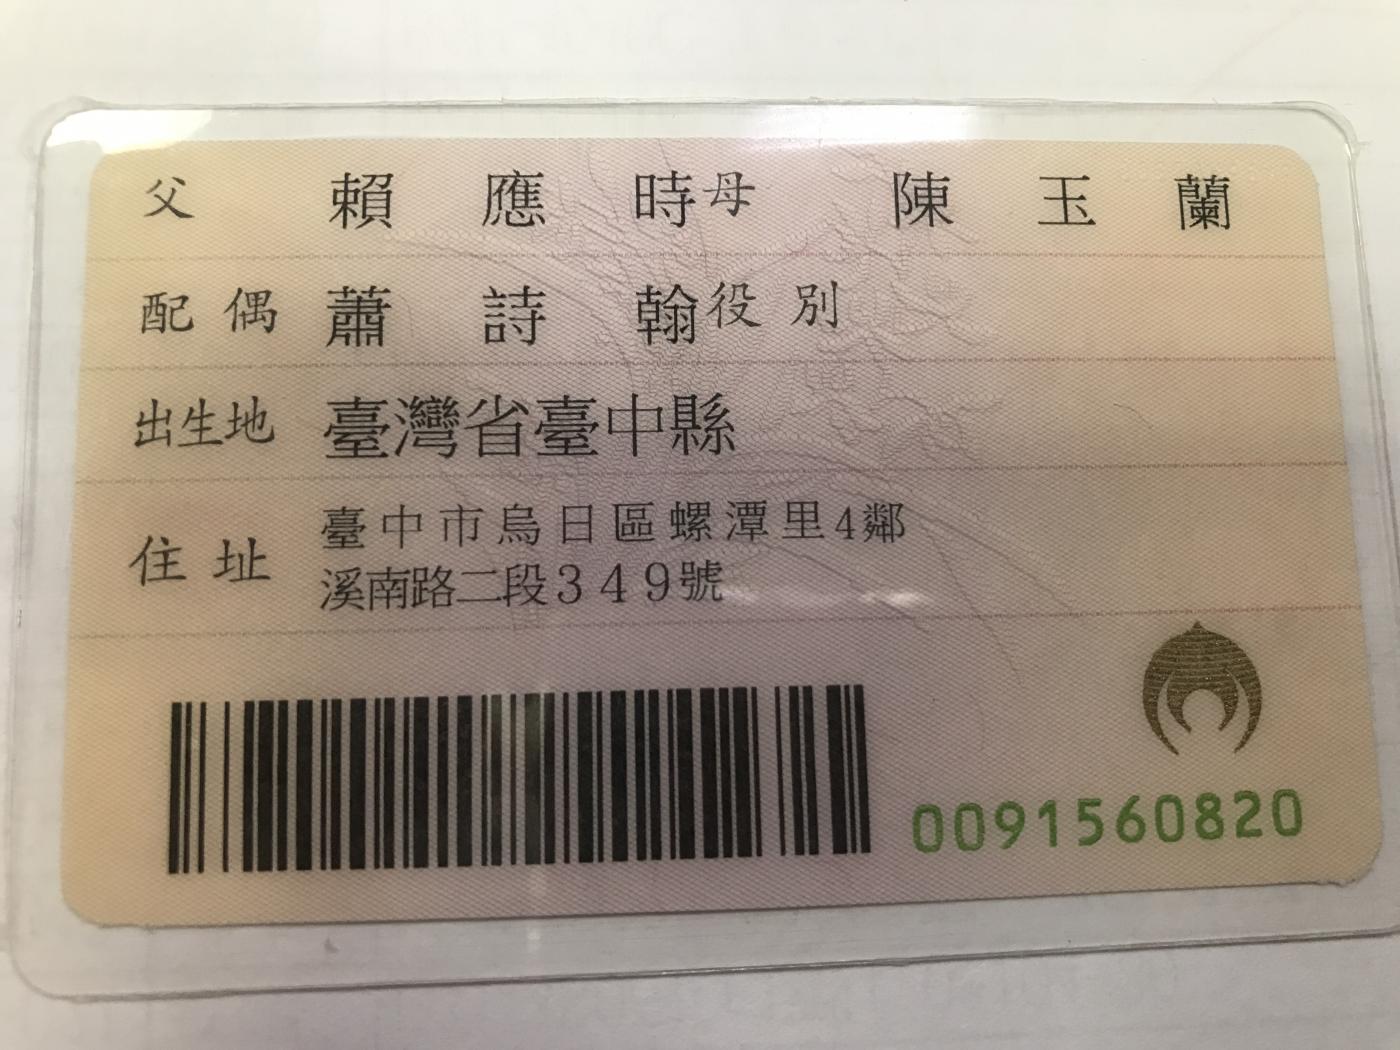 父 賴應時 母 陳玉蘭
配偶 蕭詩翰 役別
出生地 臺灣省臺中縣
住址 臺中市烏日區螺潭里4鄰
溪南路二段349號
0091560820